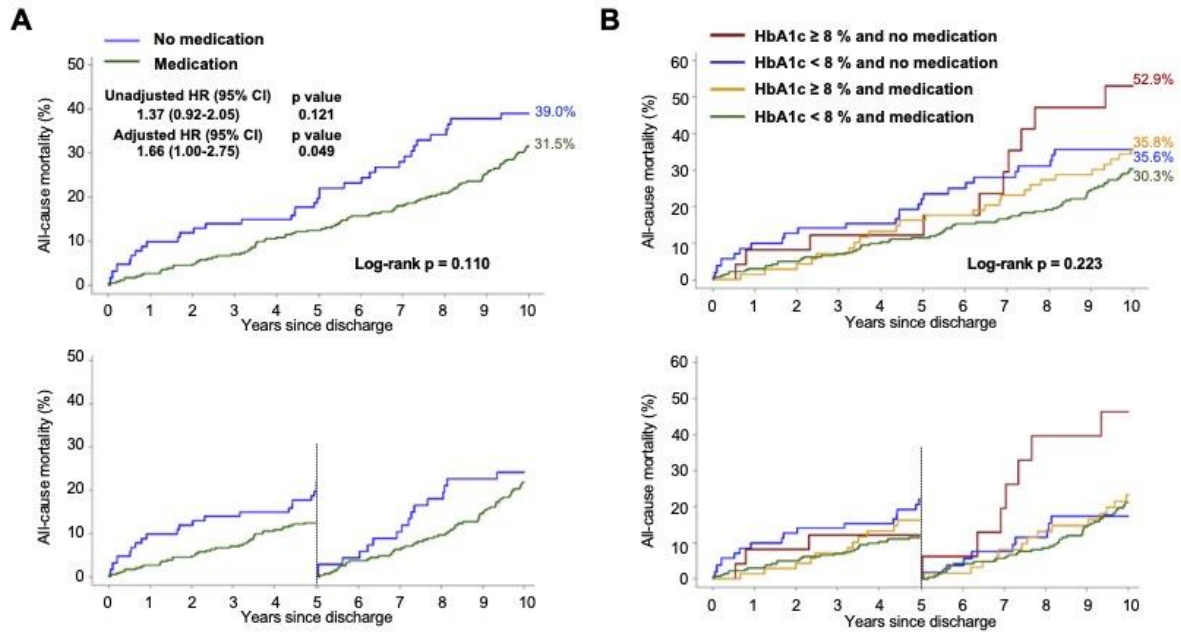 A
No medication
Medication
Unadjusted HR (95% CI) p value
1.37 (0.92-2.05) 0.121
Adjusted HR (95% CI) p value
1.66 (1.00-2.75) 0.049
All-cause mortality (%)
50
40
30
20
10
0
39.0%
31.5%
Log-rank p = 0.110
0 1 2 3 4 5 6 7 8 9 10
Years since discharge
B
HbA1c ≥ 8 % and no medication
HbA1c < 8 % and no medication
HbA1c ≥ 8 % and medication
HbA1c < 8 % and medication
All-cause mortality (%)
60
50
40
30
20
10
0
52.9%
35.8%
35.6%
30.3%
Log-rank p = 0.223
0 1 2 3 4 5 6 7 8 9 10
Years since discharge
All-cause mortality (%)
50
40
30
20
10
0
0 1 2 3 4 5 6 7 8 9 10
Years since discharge
All-cause mortality (%)
60
50
40
30
20
10
0
0 1 2 3 4 5 6 7 8 9 10
Years since discharge